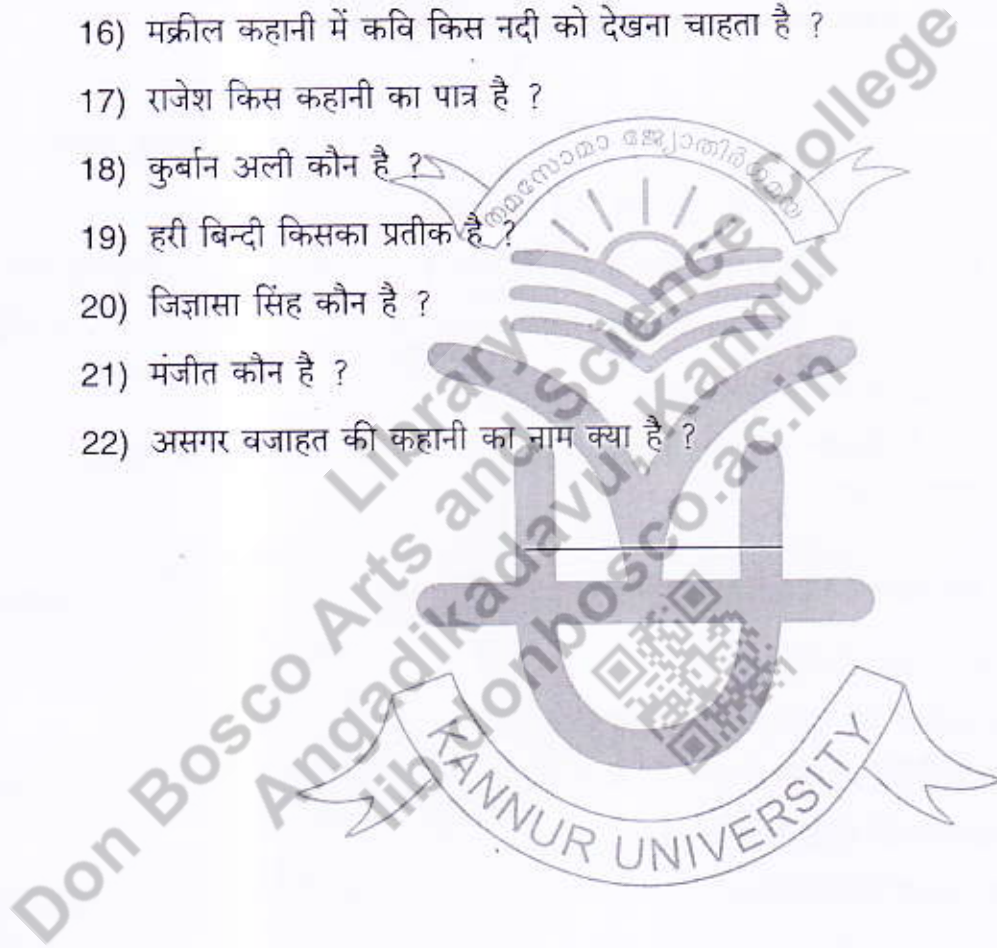 16) मक्रील कहानी में कवि किस नदी को देखना चाहता है ?
17) राजेश किस कहानी का पात्र है ?
18) कुर्बान अली कौन है ?
19) हरी बिन्दी किसका प्रतीक है ?
20) जिज्ञासा सिंह कौन है ?
21) मंजीत कौन है ?
22) असगर वजाहत की कहानी का नाम क्या है ?
Library
Don Bosco Arts and Science College
Angadikadavu, Kannur
libdonbosco.ac.in
KANNUR UNIVERSITY